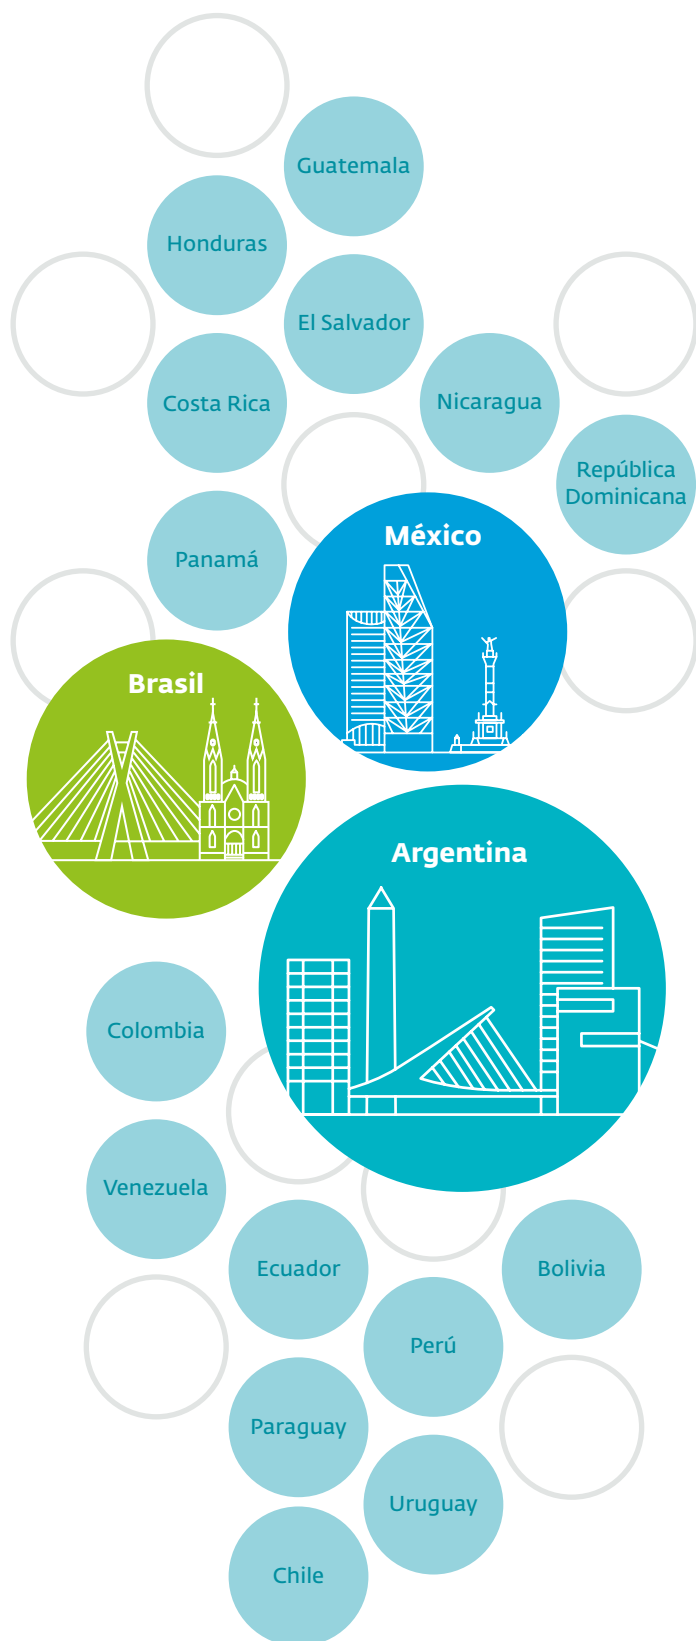 Guatemala
Honduras
El Salvador
Costa Rica
Nicaragua
República
Dominicana
México
Panamá
Brasil
Argentina
Colombia
Venezuela
Ecuador
Bolivia
Perú
Paraguay
Uruguay
Chile